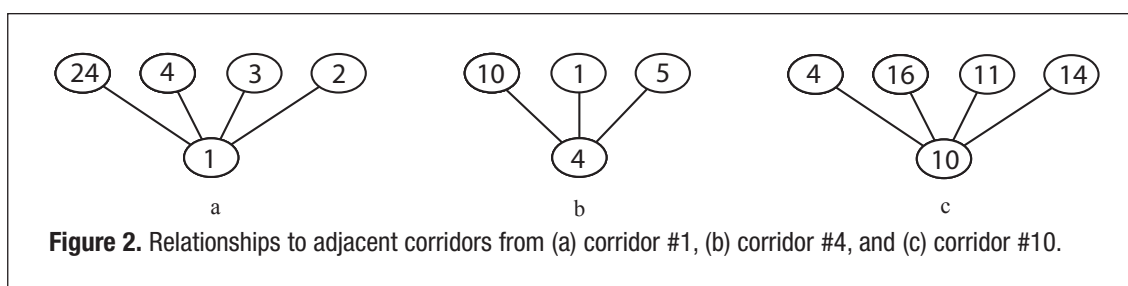 24 4 3 2 10 1 5 4 16 11 14
1 4 10
a b c
Figure 2. Relationships to adjacent corridors from (a) corridor #1, (b) corridor #4, and (c) corridor #10.